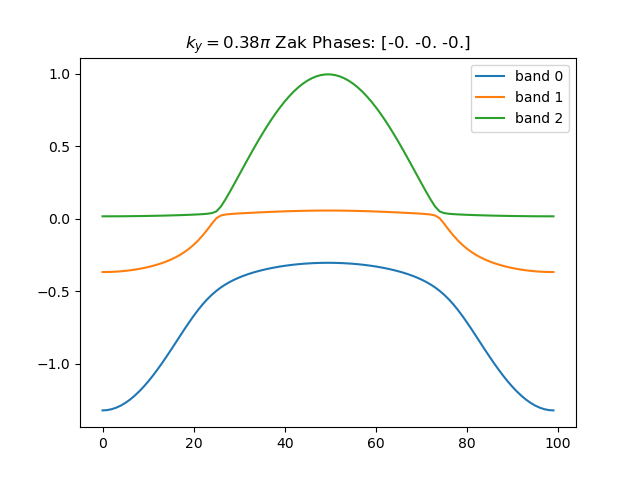 $k_y = 0.38\pi$ Zak Phases: [-0. -0. -0.]
band 0
band 1
band 2
1.0
0.5
0.0
−0.5
−1.0
0 20 40 60 80 100